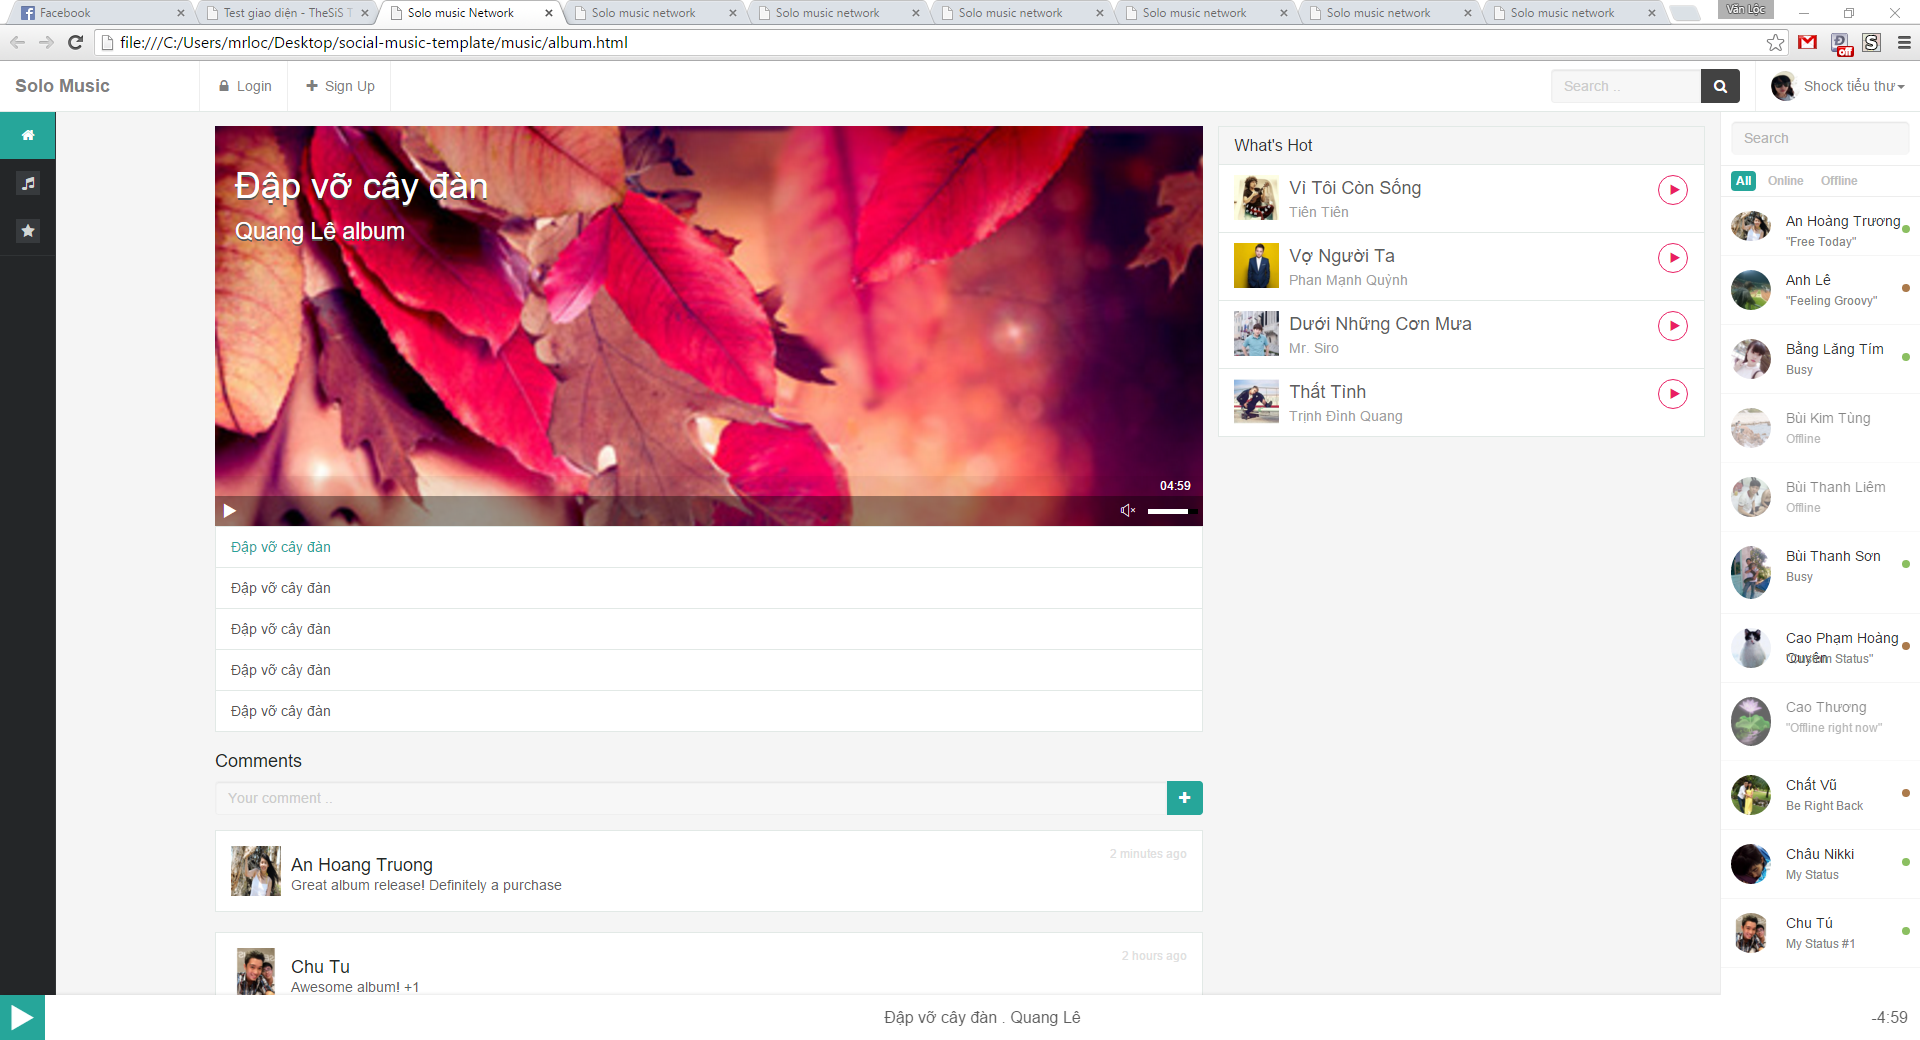 Facebook
Test giao diện - TheSiS T
Solo music Network
Solo music network
Solo music network
Solo music network
Solo music network
Solo music network
Solo music network
Văn Lộc
file:///C:/Users/mrloc/Desktop/social-music-template/music/album.html
off
Solo Music
Login
Sign Up
Search ..
Shock tiểu thư
Đập vỡ cây đàn
Quang Lê album
04:59
Đập vỡ cây đàn
Đập vỡ cây đàn
Đập vỡ cây đàn
Đập vỡ cây đàn
Đập vỡ cây đàn
Comments
Your comment ..
An Hoang Truong
2 minutes ago
Great album release! Definitely a purchase
Chu Tu
2 hours ago
Awesome album! +1
What's Hot
Vì Tôi Còn Sống
Tiên Tiên
Vợ Người Ta
Phan Mạnh Quỳnh
Dưới Những Cơn Mưa
Mr. Siro
Thất Tình
Trịnh Đình Quang
Search
All Online Offline
An Hoàng Trương
"Free Today"
Anh Lê
"Feeling Groovy"
Bằng Lăng Tím
Busy
Bùi Kim Tùng
Offline
Bùi Thanh Liêm
Offline
Bùi Thanh Sơn
Busy
Cao Phạm Hoàng
Quyên
"Custom Status"
Cao Thương
"Offline right now"
Chất Vũ
Be Right Back
Châu Nikki
My Status
Chu Tú
My Status #1
Đập vỡ cây đàn . Quang Lê
-4:59